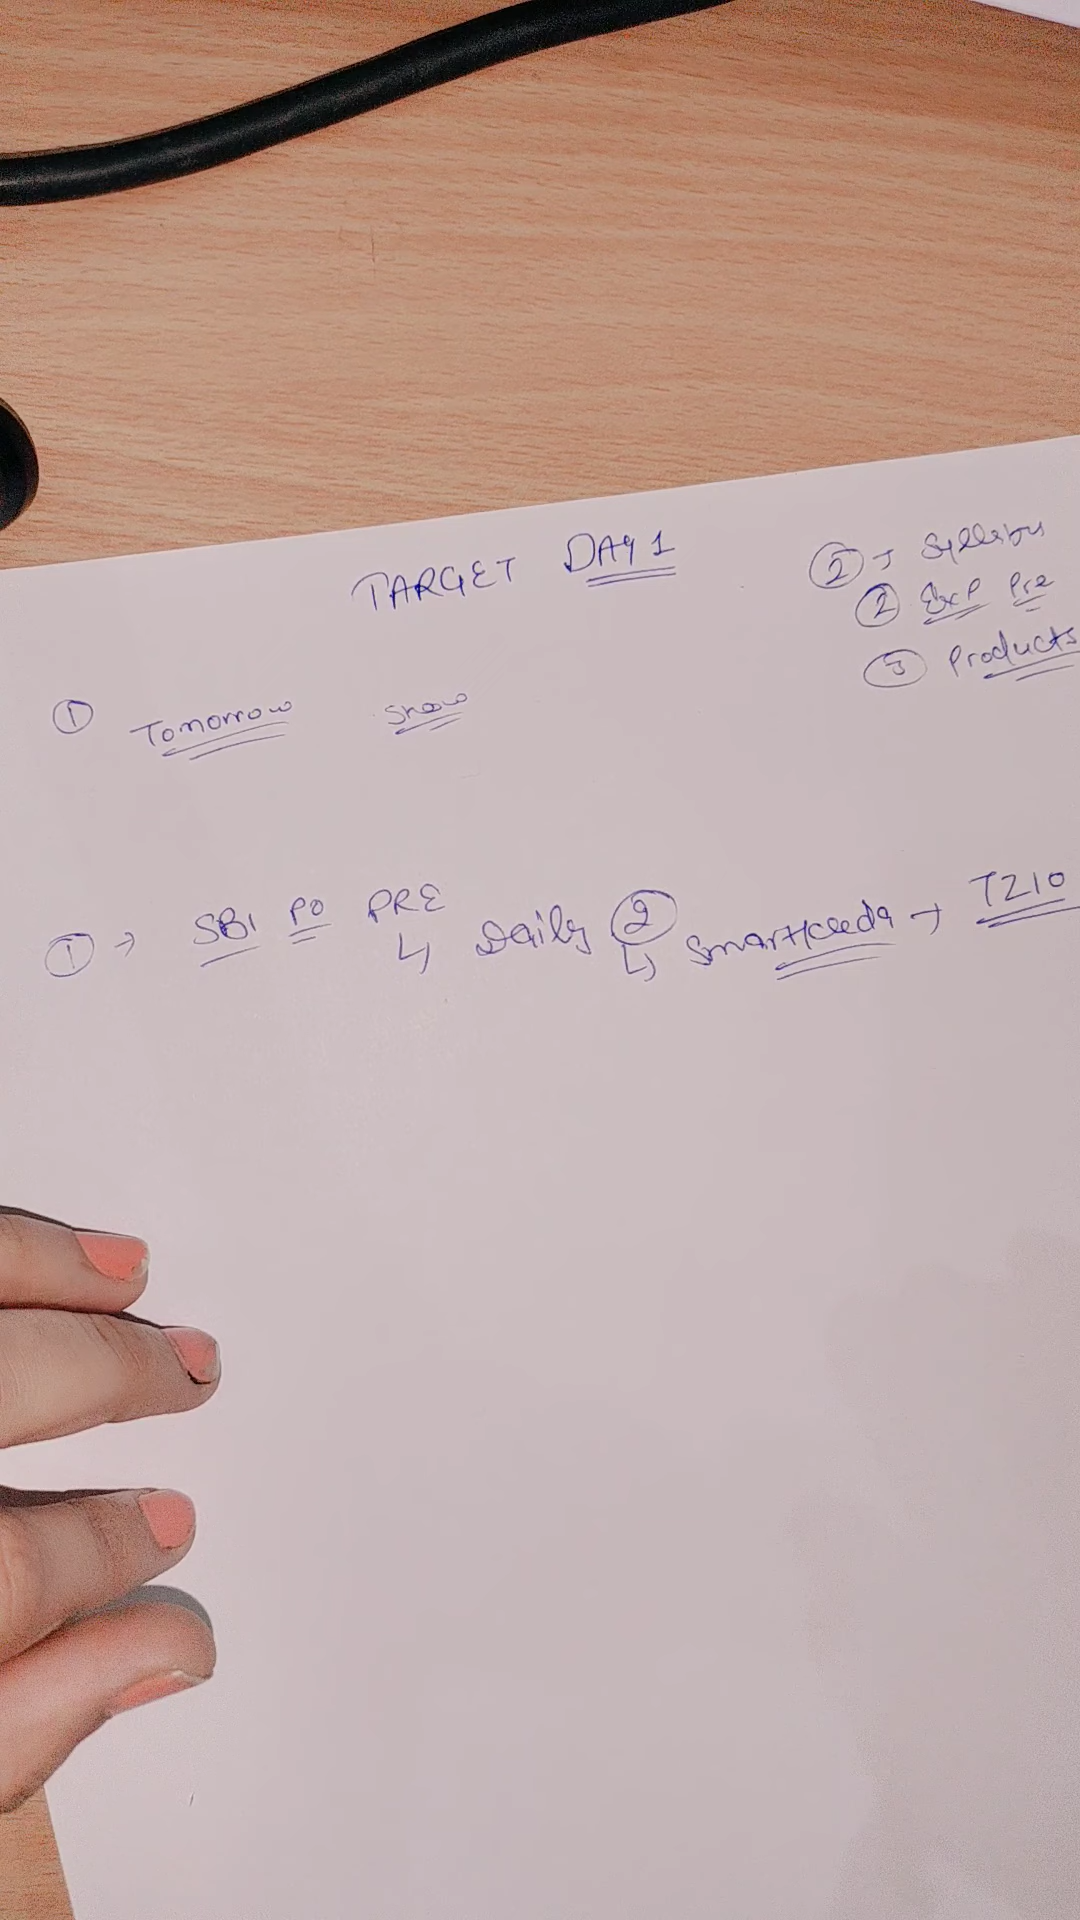 TARGET DAY 1
② → Syllabus
② Exp Pre
③ Products
① Tomorrow Show
① → SBI PO PRE
↳ Daily ②
↳ Smartkeeda → TZ10